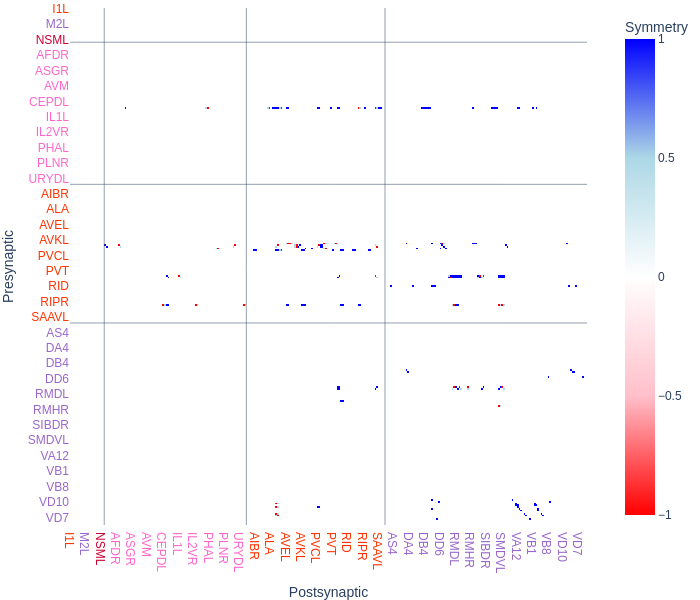 Symmetry
1
0.5
0
−0.5
−1
Presynaptic
I1L
M2L
NSML
AFDR
ASGR
AVM
CEPDL
IL1L
IL2VR
PHAL
PLNR
URYDL
AIBR
ALA
AVEL
AVKL
PVCL
PVT
RID
RIPR
SAAVL
AS4
DA4
DB4
DD6
RMDL
RMHR
SIBDR
SMDVL
VA12
VB1
VB8
VD10
VD7
I1L
M2L
NSML
AFDR
ASGR
AVM
CEPDL
IL1L
IL2VR
PHAL
PLNR
URYDL
AIBR
ALA
AVEL
AVKL
PVCL
PVT
RID
RIPR
SAAVL
AS4
DA4
DB4
DD6
RMDL
RMHR
SIBDR
SMDVL
VA12
VB1
VB8
VD10
VD7
Postsynaptic